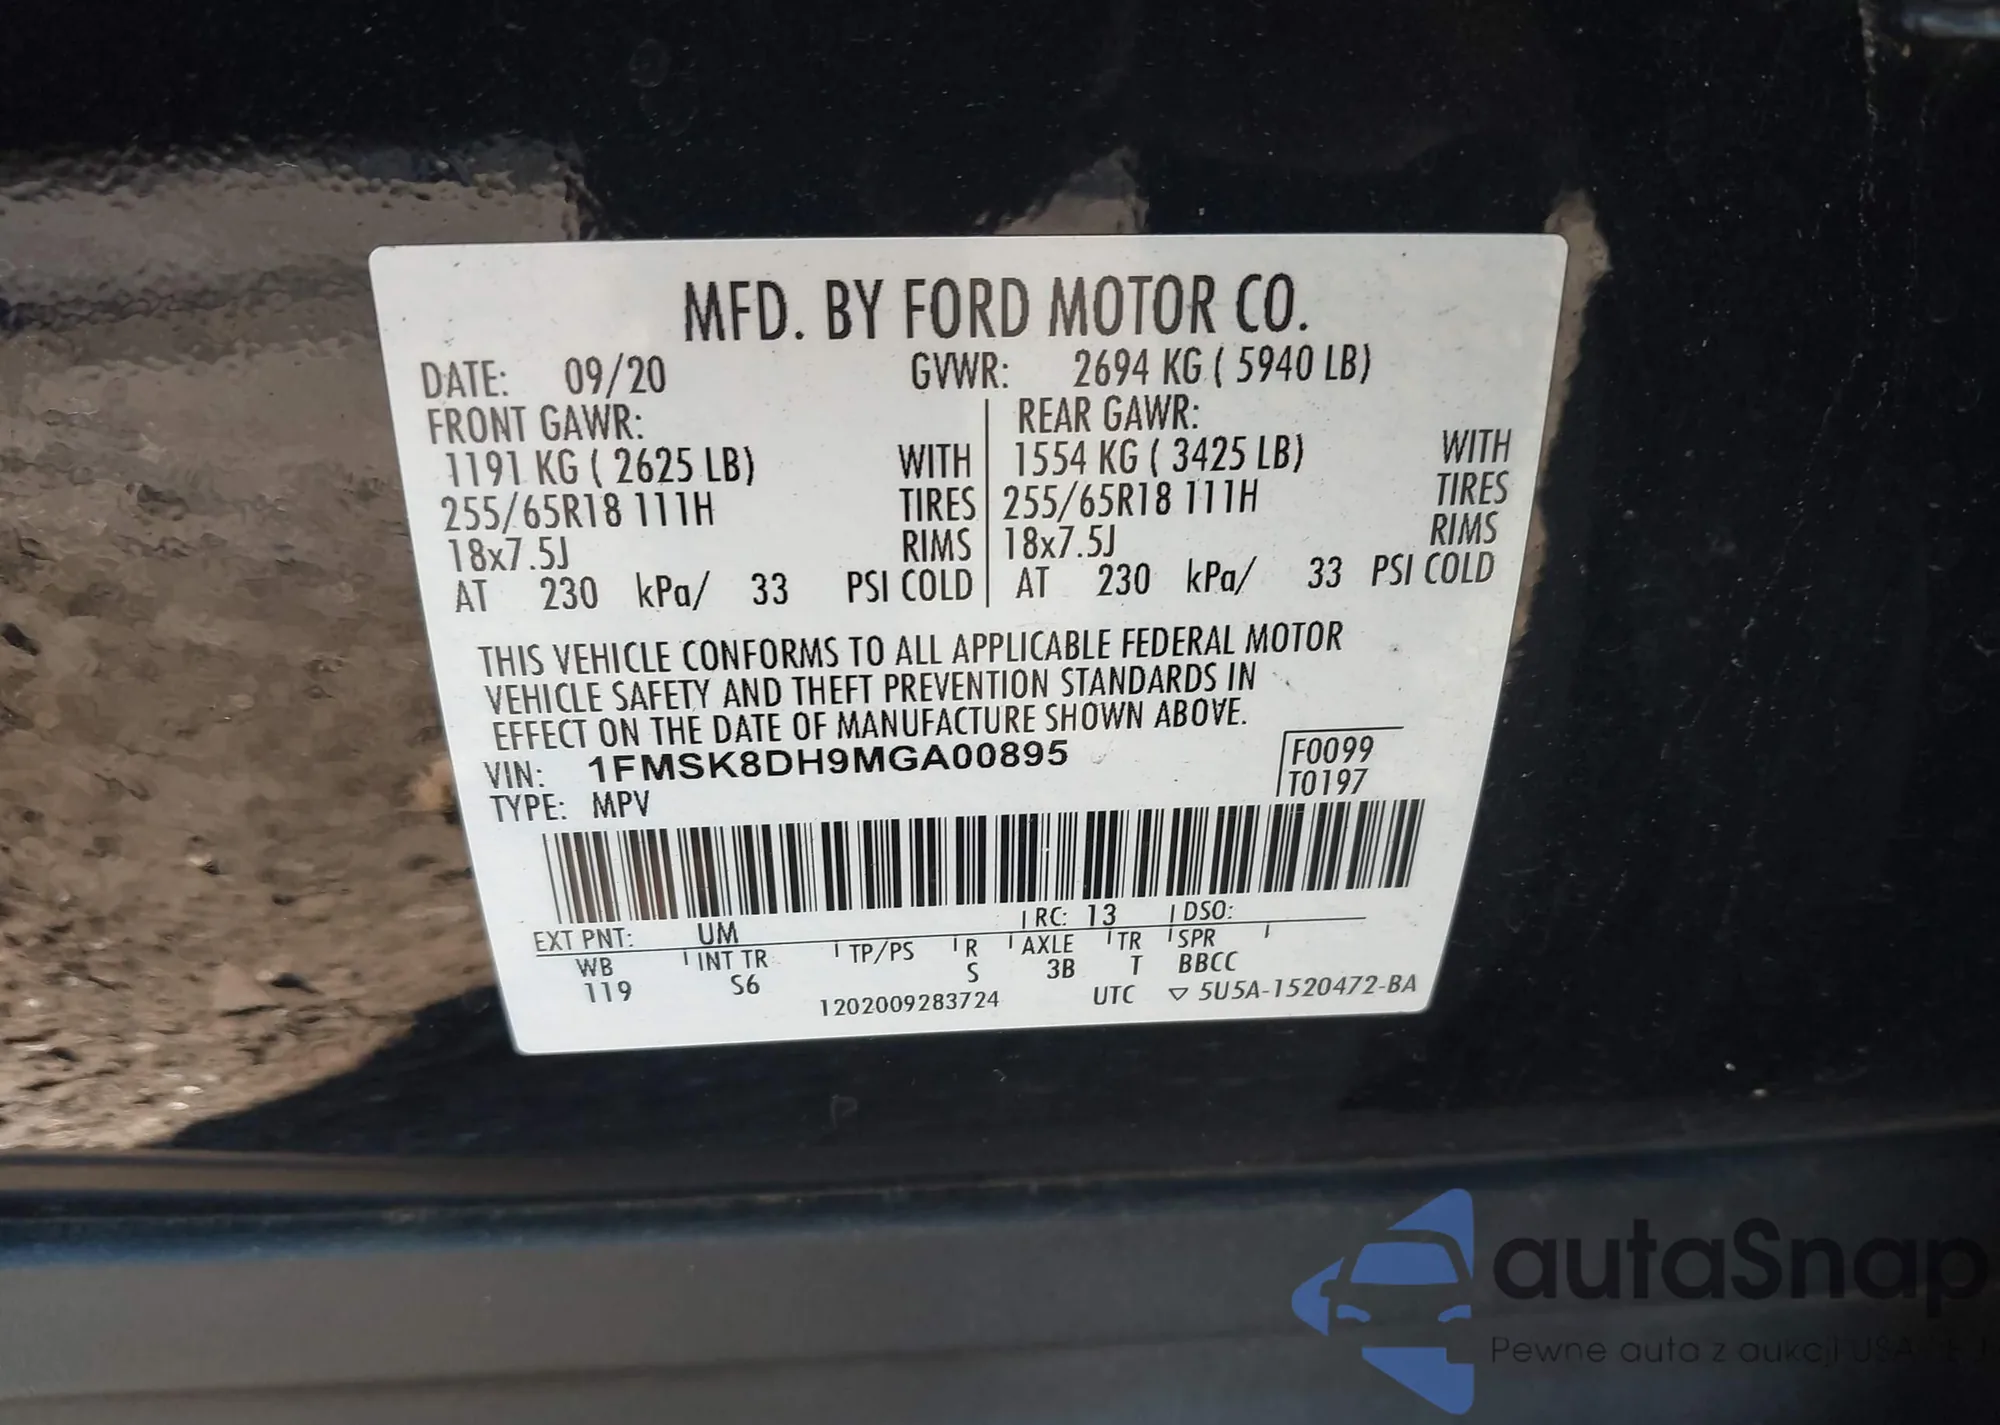 MFD. BY FORD MOTOR CO.
DATE: 09/20 GVWR: 2694 KG ( 5940 LB)
FRONT GAWR: REAR GAWR:
1191 KG ( 2625 LB) WITH 1554 KG ( 3425 LB) WITH
255/65R18 111H TIRES 255/65R18 111H TIRES
18x7.5J RIMS 18x7.5J RIMS
AT 230 kPa/ 33 PSI COLD AT 230 kPa/ 33 PSI COLD
THIS VEHICLE CONFORMS TO ALL APPLICABLE FEDERAL MOTOR
VEHICLE SAFETY AND THEFT PREVENTION STANDARDS IN
EFFECT ON THE DATE OF MANUFACTURE SHOWN ABOVE.
VIN: 1FMSK8DH9MGA00895 F0099
TYPE: MPV T0197
EXT PNT: UM RC: 13 DSO:
WB INT TR TP/PS R AXLE TR SPR
119 S6 S 3B T BBCC
1202009283724 UTC ▽ 5U5A-1520472-BA
autaSnap
Pewne auta z aukcji USA